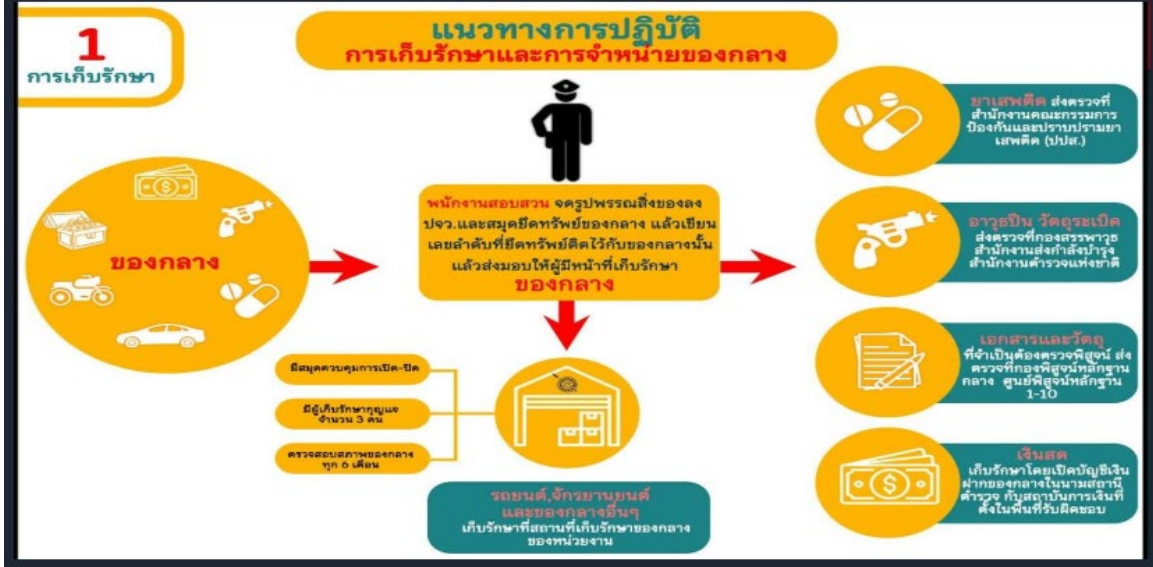 1
การเก็บรักษา
แนวทางการปฏิบัติ
การเก็บรักษาและการจำหน่ายของกลาง
ของกลาง
พนักงานสอบสวน จดรูปพรรณสิ่งของลง
ปจว.และสมุดยึดทรัพย์ของกลาง แล้วเขียน
เลขลำดับที่ยึดทรัพย์ติดไว้กับของกลางนั้น
แล้วส่งมอบให้ผู้มีหน้าที่เก็บรักษา
ของกลาง
มีสมุดควบคุมการเปิด-ปิด
มีผู้เก็บรักษากุญแจ
จำนวน 3 คน
ตรวจสอบสภาพของกลาง
ทุก 6 เดือน
รถยนต์,จักรยานยนต์
และของกลางอื่นๆ
เก็บรักษาที่สถานที่เก็บรักษาของกลาง
ของหน่วยงาน
ยาเสพติด ส่งตรวจที่
สำนักงานคณะกรรมการ
ป้องกันและปราบปรามยา
เสพติด (ปปส.)
อาวุธปืน วัตถุระเบิด
ส่งตรวจที่กองสรรพาวุธ
สำนักงานส่งกำลังบำรุง
สำนักงานตำรวจแห่งชาติ
เอกสารและวัตถุ
ที่จำเป็นต้องตรวจพิสูจน์ ส่ง
ตรวจที่กองพิสูจน์หลักฐาน
กลาง ศูนย์พิสูจน์หลักฐาน
1-10
เงินสด
เก็บรักษาโดยเปิดบัญชีเงิน
ฝากของกลางในนามสถานี
ตำรวจ กับสถาบันการเงินที่
ตั้งในพื้นที่รับผิดชอบ